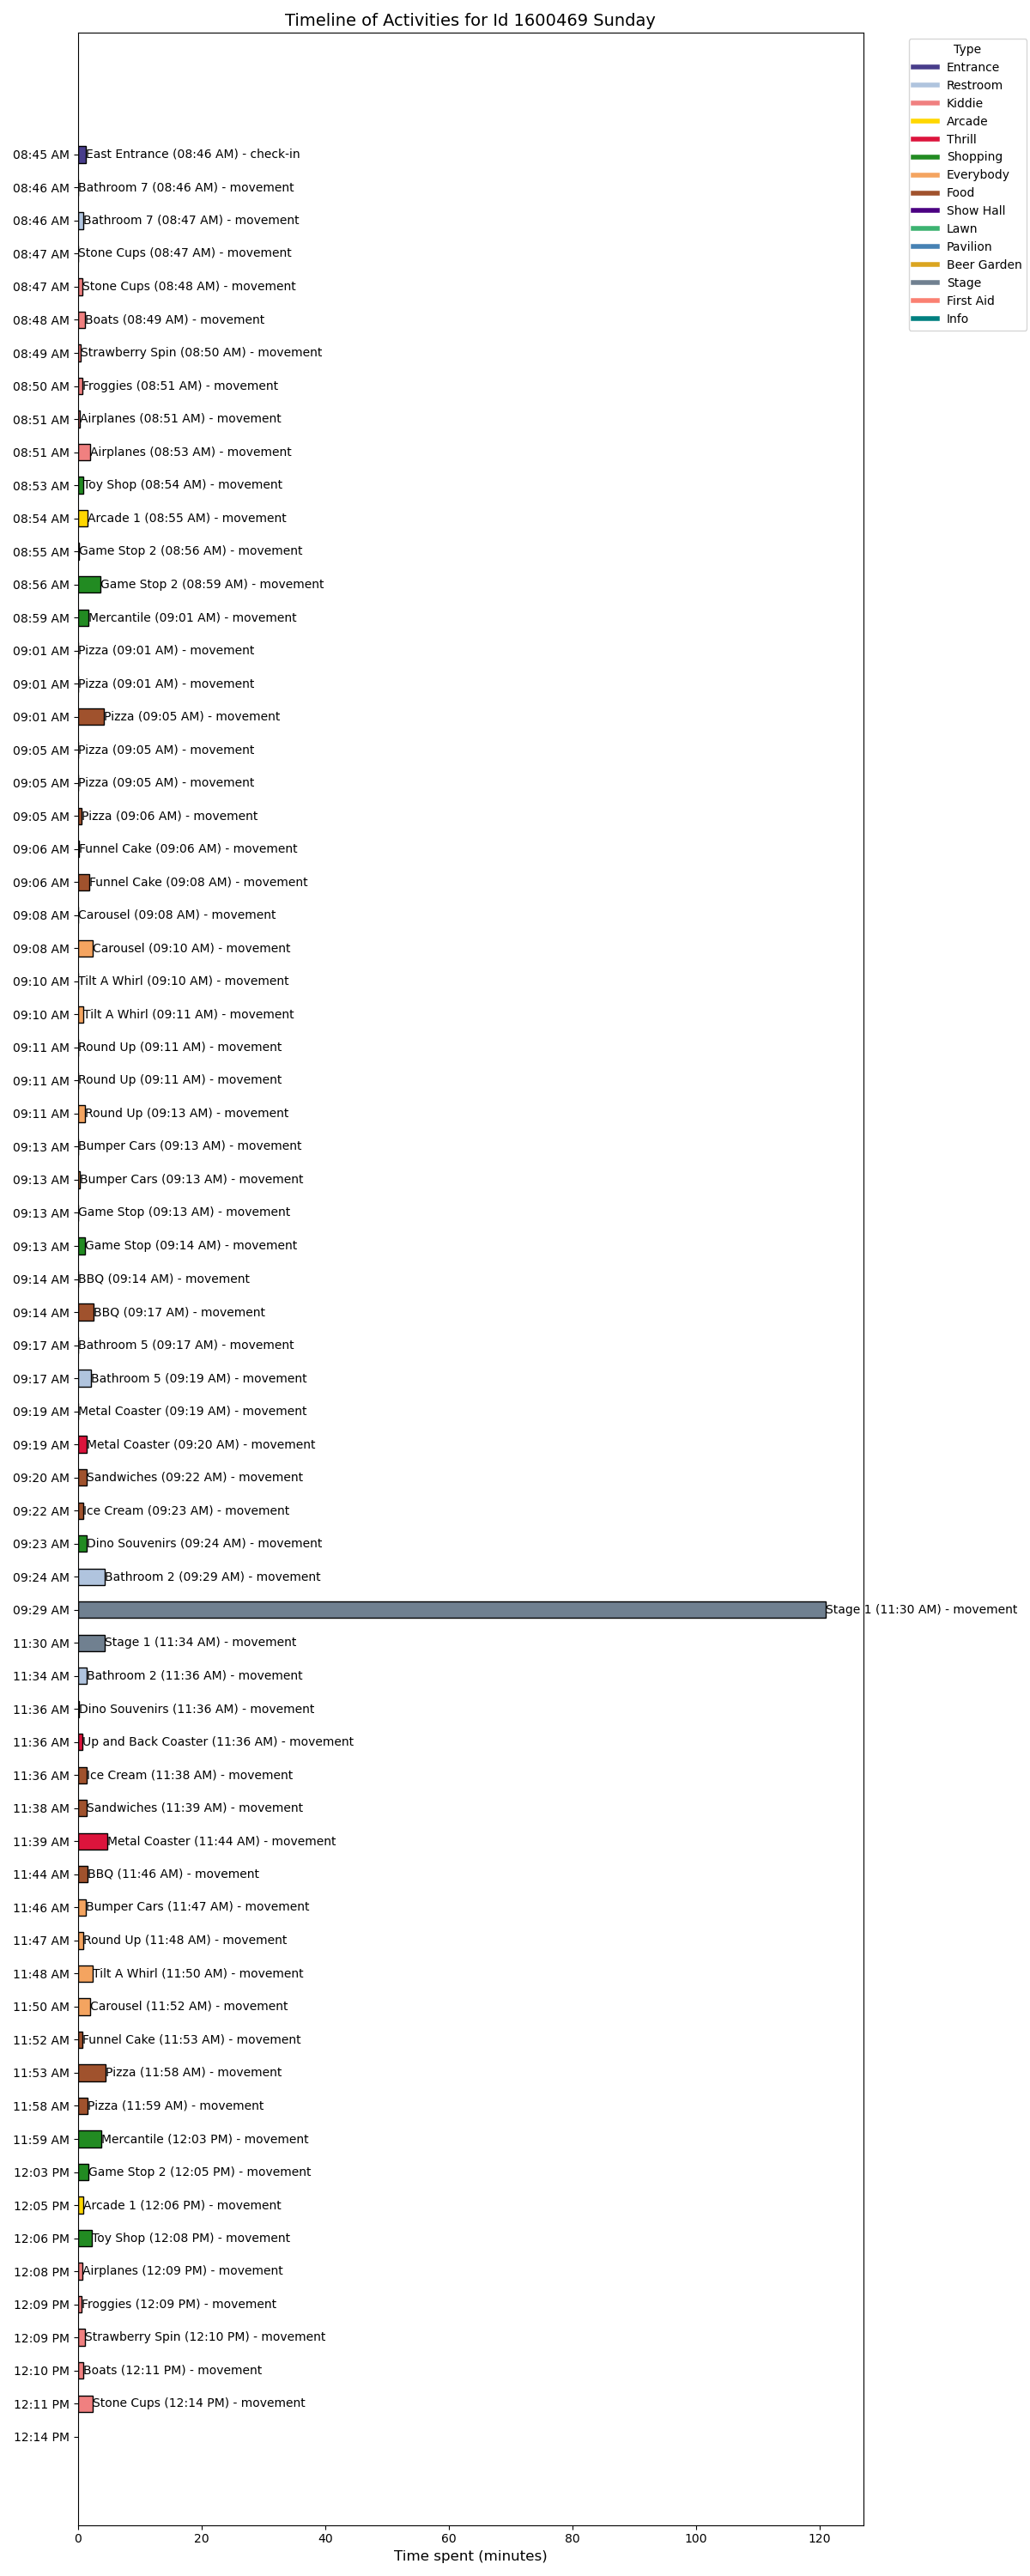 Timeline of Activities for Id 1600469 Sunday
Type
Entrance
Restroom
Kiddie
Arcade
Thrill
Shopping
Everybody
Food
Show Hall
Lawn
Pavilion
Beer Garden
Stage
First Aid
Info
08:45 AM East Entrance (08:46 AM) - check-in
08:46 AM Bathroom 7 (08:46 AM) - movement
08:46 AM Bathroom 7 (08:47 AM) - movement
08:47 AM Stone Cups (08:47 AM) - movement
08:47 AM Stone Cups (08:48 AM) - movement
08:48 AM Boats (08:49 AM) - movement
08:49 AM Strawberry Spin (08:50 AM) - movement
08:50 AM Froggies (08:51 AM) - movement
08:51 AM Airplanes (08:51 AM) - movement
08:51 AM Airplanes (08:53 AM) - movement
08:53 AM Toy Shop (08:54 AM) - movement
08:54 AM Arcade 1 (08:55 AM) - movement
08:55 AM Game Stop 2 (08:56 AM) - movement
08:56 AM Game Stop 2 (08:59 AM) - movement
08:59 AM Mercantile (09:01 AM) - movement
09:01 AM Pizza (09:01 AM) - movement
09:01 AM Pizza (09:01 AM) - movement
09:01 AM Pizza (09:05 AM) - movement
09:05 AM Pizza (09:05 AM) - movement
09:05 AM Pizza (09:05 AM) - movement
09:05 AM Pizza (09:06 AM) - movement
09:06 AM Funnel Cake (09:06 AM) - movement
09:06 AM Funnel Cake (09:08 AM) - movement
09:08 AM Carousel (09:08 AM) - movement
09:08 AM Carousel (09:10 AM) - movement
09:10 AM Tilt A Whirl (09:10 AM) - movement
09:10 AM Tilt A Whirl (09:11 AM) - movement
09:11 AM Round Up (09:11 AM) - movement
09:11 AM Round Up (09:11 AM) - movement
09:11 AM Round Up (09:13 AM) - movement
09:13 AM Bumper Cars (09:13 AM) - movement
09:13 AM Bumper Cars (09:13 AM) - movement
09:13 AM Game Stop (09:13 AM) - movement
09:13 AM Game Stop (09:14 AM) - movement
09:14 AM BBQ (09:14 AM) - movement
09:14 AM BBQ (09:17 AM) - movement
09:17 AM Bathroom 5 (09:17 AM) - movement
09:17 AM Bathroom 5 (09:19 AM) - movement
09:19 AM Metal Coaster (09:19 AM) - movement
09:19 AM Metal Coaster (09:20 AM) - movement
09:20 AM Sandwiches (09:22 AM) - movement
09:22 AM Ice Cream (09:23 AM) - movement
09:23 AM Dino Souvenirs (09:24 AM) - movement
09:24 AM Bathroom 2 (09:29 AM) - movement
09:29 AM Stage 1 (11:30 AM) - movement
11:30 AM Stage 1 (11:34 AM) - movement
11:34 AM Bathroom 2 (11:36 AM) - movement
11:36 AM Dino Souvenirs (11:36 AM) - movement
11:36 AM Up and Back Coaster (11:36 AM) - movement
11:36 AM Ice Cream (11:38 AM) - movement
11:38 AM Sandwiches (11:39 AM) - movement
11:39 AM Metal Coaster (11:44 AM) - movement
11:44 AM BBQ (11:46 AM) - movement
11:46 AM Bumper Cars (11:47 AM) - movement
11:47 AM Round Up (11:48 AM) - movement
11:48 AM Tilt A Whirl (11:50 AM) - movement
11:50 AM Carousel (11:52 AM) - movement
11:52 AM Funnel Cake (11:53 AM) - movement
11:53 AM Pizza (11:58 AM) - movement
11:58 AM Pizza (11:59 AM) - movement
11:59 AM Mercantile (12:03 PM) - movement
12:03 PM Game Stop 2 (12:05 PM) - movement
12:05 PM Arcade 1 (12:06 PM) - movement
12:06 PM Toy Shop (12:08 PM) - movement
12:08 PM Airplanes (12:09 PM) - movement
12:09 PM Froggies (12:09 PM) - movement
12:09 PM Strawberry Spin (12:10 PM) - movement
12:10 PM Boats (12:11 PM) - movement
12:11 PM Stone Cups (12:14 PM) - movement
12:14 PM
0 20 40 60 80 100 120
Time spent (minutes)